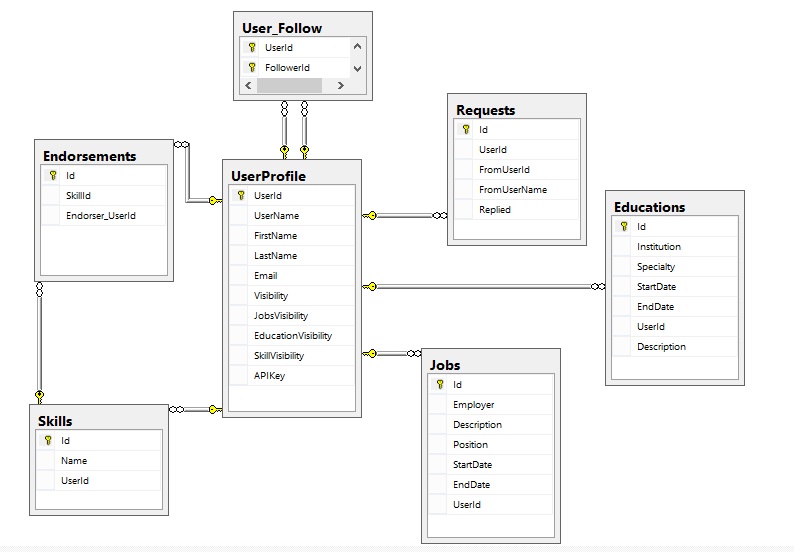 User_Follow
UserId
FollowerId
Requests
Id
UserId
FromUserId
FromUserName
Replied
Endorsements
Id
SkillId
Endorser_UserId
UserProfile
UserId
UserName
FirstName
LastName
Email
Visibility
JobsVisibility
EducationVisibility
SkillVisibility
APIKey
Educations
Id
Institution
Specialty
StartDate
EndDate
UserId
Description
Jobs
Id
Employer
Description
Position
StartDate
EndDate
UserId
Skills
Id
Name
UserId